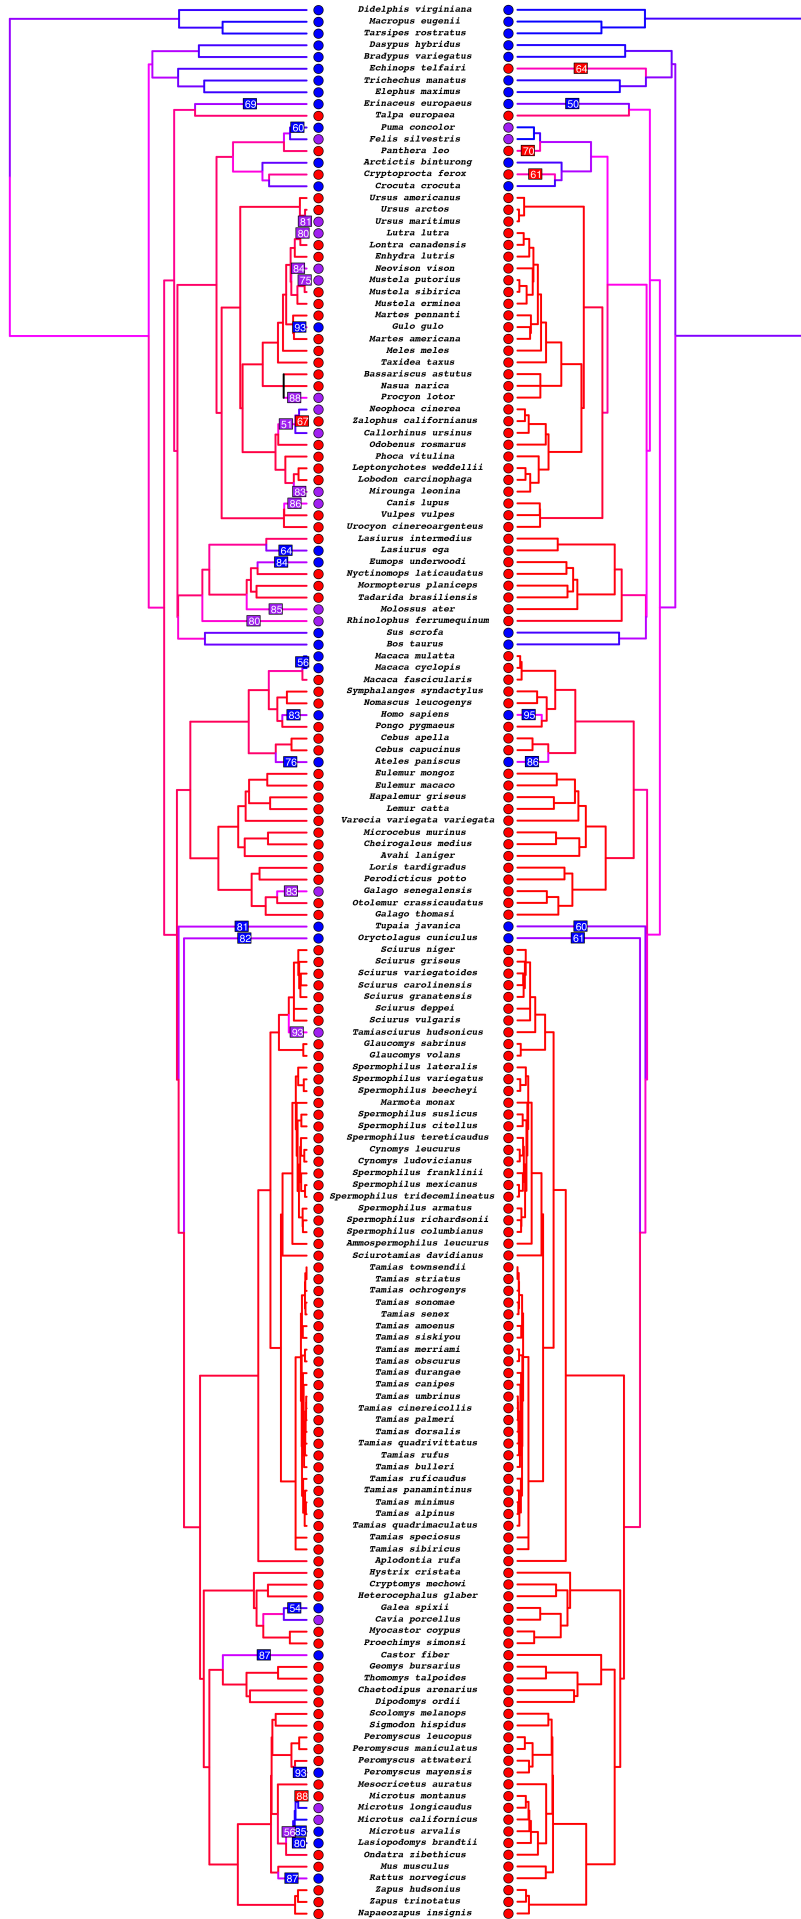 Didelphis virginiana
Macropus eugenii
Tarsipes rostratus
Dasypus hybridus
Bradypus variegatus
Echinops telfairi 64
Trichechus manatus
Elephus maximus
69 Erinaceus europaeus 50
Talpa europaea
60 Puma concolor
Felis silvestris
Panthera leo 70
Arctictis binturong
Cryptoprocta ferox 61
Crocuta crocuta
Ursus americanus
Ursus arctos
81 Ursus maritimus
80 Lutra lutra
Lontra canadensis
Enhydra lutris
84 Neovison vison
75 Mustela putorius
Mustela sibirica
Mustela erminea
Martes pennanti
93 Gulo gulo
Martes americana
Meles meles
Taxidea taxus
Bassariscus astutus
Nasua narica
88 Procyon lotor
Neophoca cinerea
51 67 Zalophus californianus
Callorhinus ursinus
Odobenus rosmarus
Phoca vitulina
Leptonychotes weddellii
Lobodon carcinophaga
83 Mirounga leonina
86 Canis lupus
Vulpes vulpes
Urocyon cinereoargenteus
Lasiurus intermedius
64 Lasiurus ega
84 Eumops underwoodi
Nyctinomops laticaudatus
Mormopterus planiceps
Tadarida brasiliensis
85 Molossus ater
80 Rhinolophus ferrumequinum
Sus scrofa
Bos taurus
Macaca mulatta
56 Macaca cyclopis
Macaca fascicularis
Symphalanges syndactylus
Nomascus leucogenys
83 Homo sapiens 95
Pongo pygmaeus
Cebus apella
Cebus capucinus
76 Ateles paniscus 86
Eulemur mongoz
Eulemur macaco
Hapalemur griseus
Lemur catta
Varecia variegata variegata
Microcebus murinus
Cheirogaleus medius
Avahi laniger
Loris tardigradus
Perodicticus potto
83 Galago senegalensis
Otolemur crassicaudatus
Galago thomasi
81 Tupaia javanica 60
82 Oryctolagus cuniculus 61
Sciurus niger
Sciurus griseus
Sciurus variegatoides
Sciurus carolinensis
Sciurus granatensis
Sciurus deppei
Sciurus vulgaris
93 Tamiasciurus hudsonicus
Glaucomys sabrinus
Glaucomys volans
Spermophilus lateralis
Spermophilus variegatus
Spermophilus beecheyi
Marmota monax
Spermophilus suslicus
Spermophilus citellus
Spermophilus tereticaudus
Cynomys leucurus
Cynomys ludovicianus
Spermophilus franklinii
Spermophilus mexicanus
Spermophilus tridecemlineatus
Spermophilus armatus
Spermophilus richardsonii
Spermophilus columbianus
Ammospermophilus leucurus
Sciurotamias davidianus
Tamias townsendii
Tamias striatus
Tamias ochrogenys
Tamias sonomae
Tamias senex
Tamias amoenus
Tamias siskiyou
Tamias merriami
Tamias obscurus
Tamias durangae
Tamias canipes
Tamias umbrinus
Tamias cinereicollis
Tamias palmeri
Tamias dorsalis
Tamias quadrivittatus
Tamias rufus
Tamias bulleri
Tamias ruficaudus
Tamias panamintinus
Tamias minimus
Tamias alpinus
Tamias quadrimaculatus
Tamias speciosus
Tamias sibiricus
Aplodontia rufa
Hystrix cristata
Cryptomys mechowi
Heterocephalus glaber
54 Galea spixii
Cavia porcellus
Myocastor coypus
Proechimys simonsi
87 Castor fiber
Geomys bursarius
Thomomys talpoides
Chaetodipus arenarius
Dipodomys ordii
Scolomys melanops
Sigmodon hispidus
Peromyscus leucopus
Peromyscus maniculatus
Peromyscus attwateri
93 Peromyscus mayensis
Mesocricetus auratus
88 Microtus montanus
Microtus longicaudus
Microtus californicus
56 85 Microtus arvalis
80 Lasiopodomys brandtii
Ondatra zibethicus
Mus musculus
87 Rattus norvegicus
Zapus hudsonius
Zapus trinotatus
Napaeozapus insignis